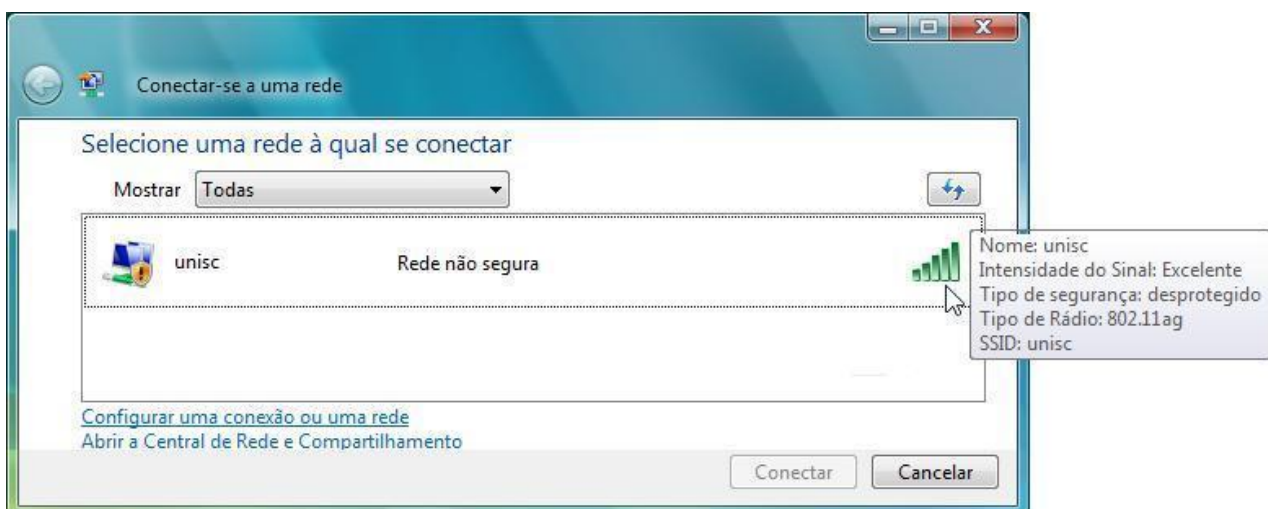 Conectar-se a uma rede
Selecione uma rede à qual se conectar
Mostrar Todas
unisc Rede não segura
Nome: unisc
Intensidade do Sinal: Excelente
Tipo de segurança: desprotegido
Tipo de Rádio: 802.11ag
SSID: unisc
Configurar uma conexão ou uma rede
Abrir a Central de Rede e Compartilhamento
Conectar Cancelar